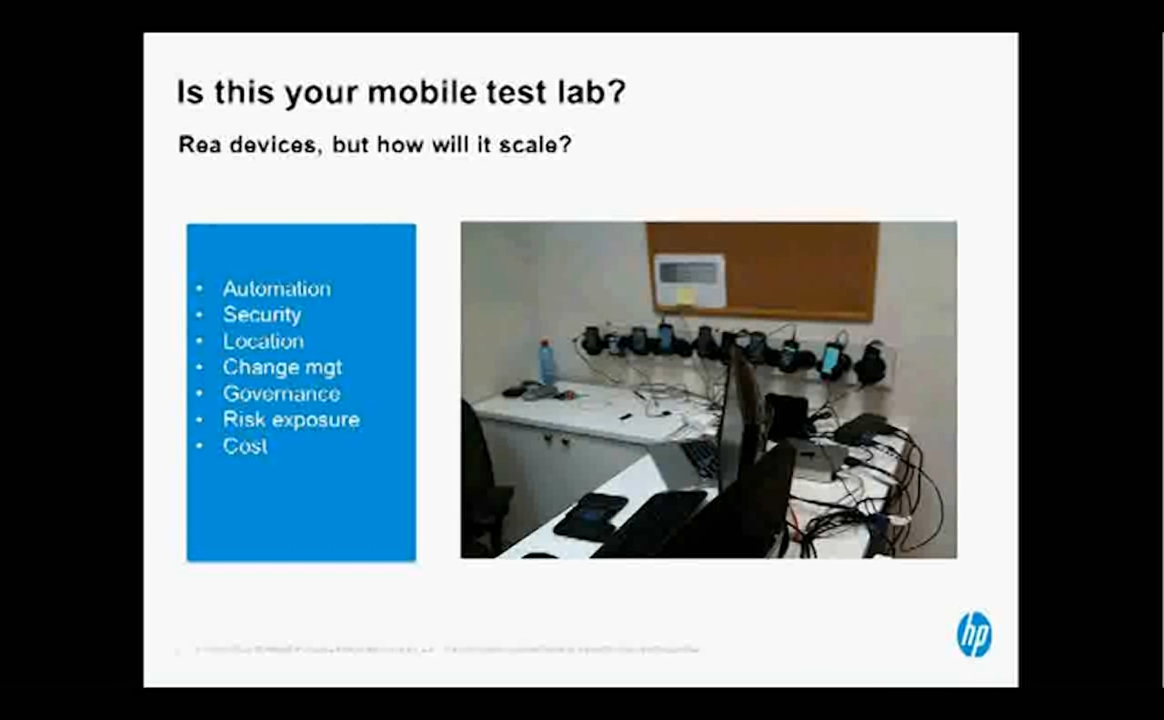 Is this your mobile test lab?
Rea devices, but how will it scale?
• Automation
• Security
• Location
• Change mgt
• Governance
• Risk exposure
• Cost
hp